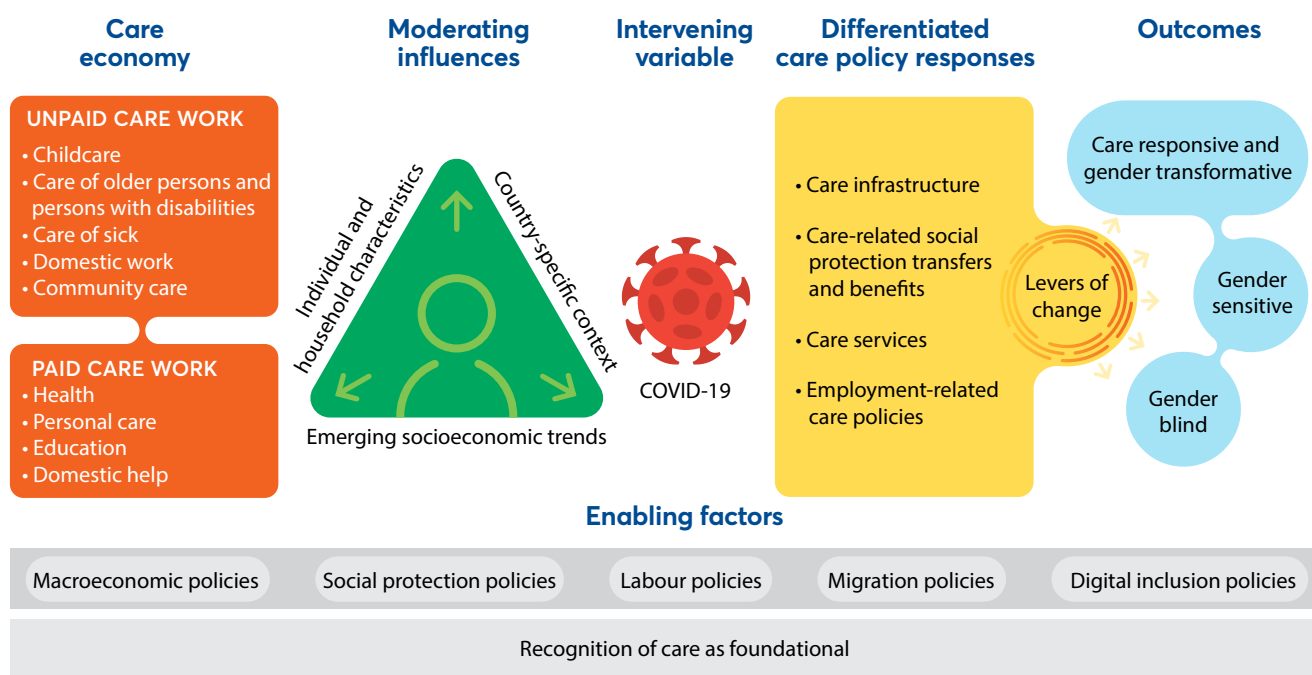 Care
economy
Moderating
influences
Intervening
variable
Differentiated
care policy responses
Outcomes
UNPAID CARE WORK
• Childcare
• Care of older persons and
persons with disabilities
• Care of sick
• Domestic work
• Community care
PAID CARE WORK
• Health
• Personal care
• Education
• Domestic help
Individual and
household characteristics
Country-specific context
Emerging socioeconomic trends
COVID-19
• Care infrastructure
• Care-related social
protection transfers
and benefits
• Care services
• Employment-related
care policies
Levers of
change
Care responsive and
gender transformative
Gender
sensitive
Gender
blind
Enabling factors
Macroeconomic policies
Social protection policies
Labour policies
Migration policies
Digital inclusion policies
Recognition of care as foundational